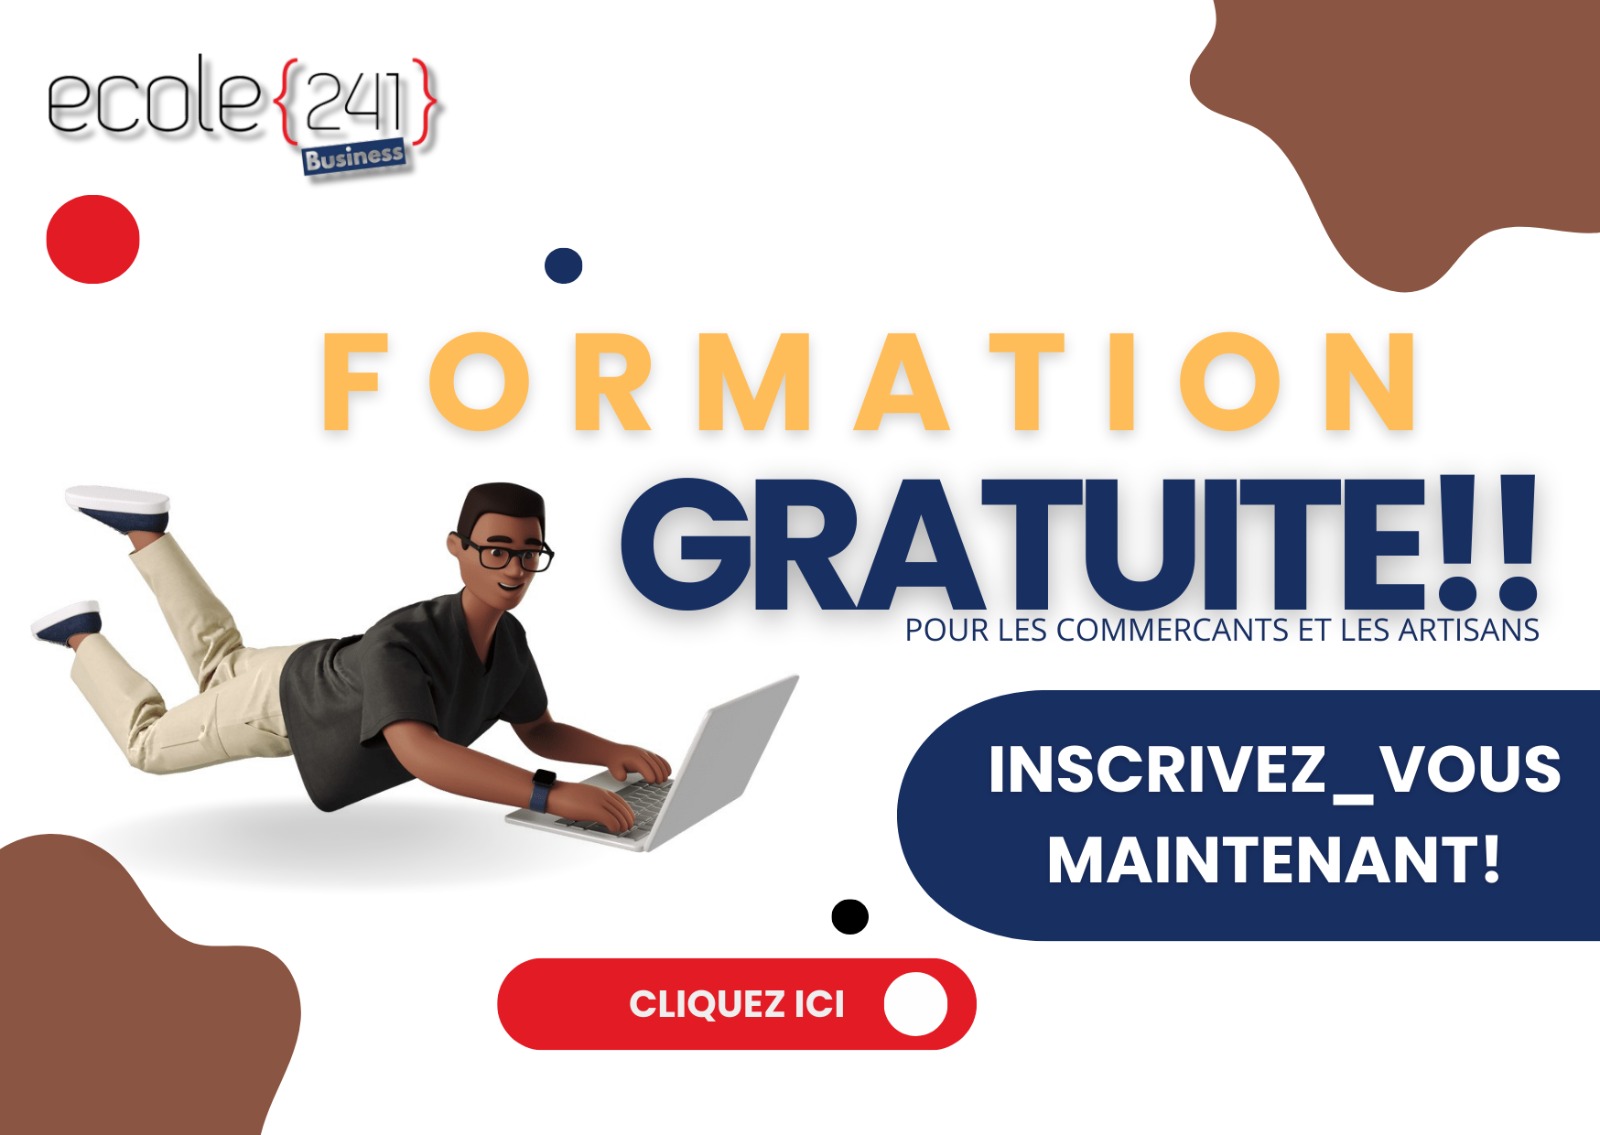 ecole{241}
Business
FORMATION
GRATUITE!!
POUR LES COMMERCANTS ET LES ARTISANS
INSCRIVEZ_VOUS
MAINTENANT!
CLIQUEZ ICI